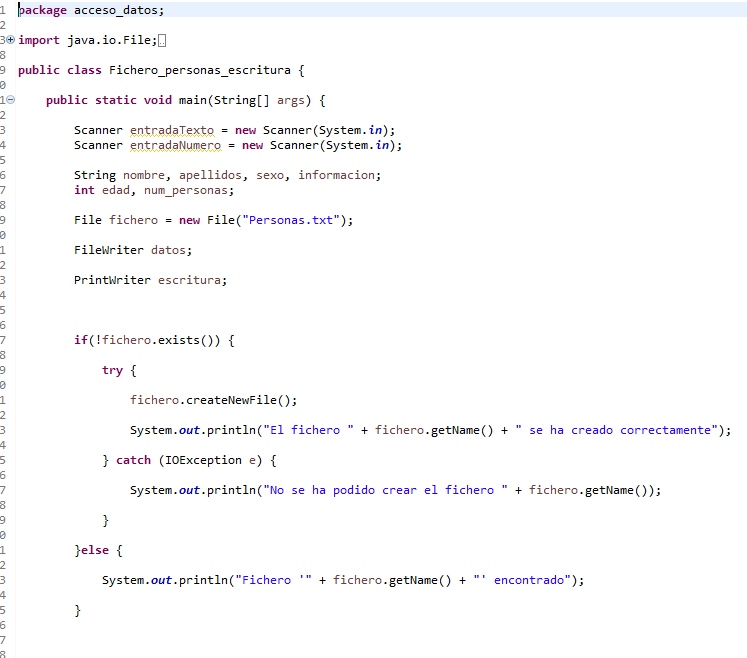 1 package acceso_datos;
2
3 import java.io.File;
8
9 public class Fichero_personas_escritura {
0
1 public static void main(String[] args) {
2
3 Scanner entradaTexto = new Scanner(System.in);
4 Scanner entradaNumero = new Scanner(System.in);
5
6 String nombre, apellidos, sexo, informacion;
7 int edad, num_personas;
8
9 File fichero = new File("Personas.txt");
0
1 FileWriter datos;
2
3 PrintWriter escritura;
4
5
6
7 if(!fichero.exists()) {
8
9 try {
0
1 fichero.createNewFile();
2
3 System.out.println("El fichero " + fichero.getName() + " se ha creado correctamente");
4
5 } catch (IOException e) {
6
7 System.out.println("No se ha podido crear el fichero " + fichero.getName());
8
9 }
0
1 }else {
2
3 System.out.println("Fichero '" + fichero.getName() + "' encontrado");
4
5 }
6
7
8